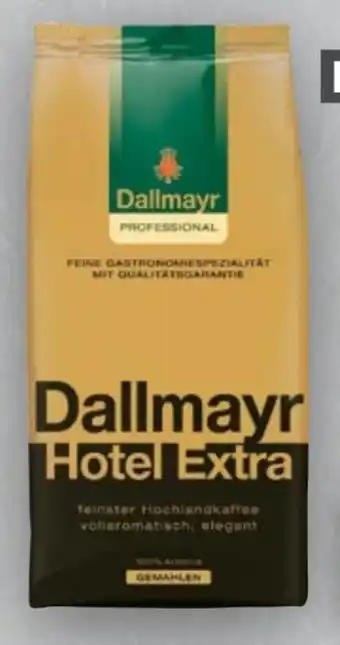 Dallmayr
PROFESSIONAL
FEINE GASTRONOMIESPEZIALITÄT
MIT QUALITÄTSGARANTIE
Dallmayr
Hotel Extra
feinster Hochlandkaffee
vollaromatisch, elegant
100% Arabica
GEMAHLEN